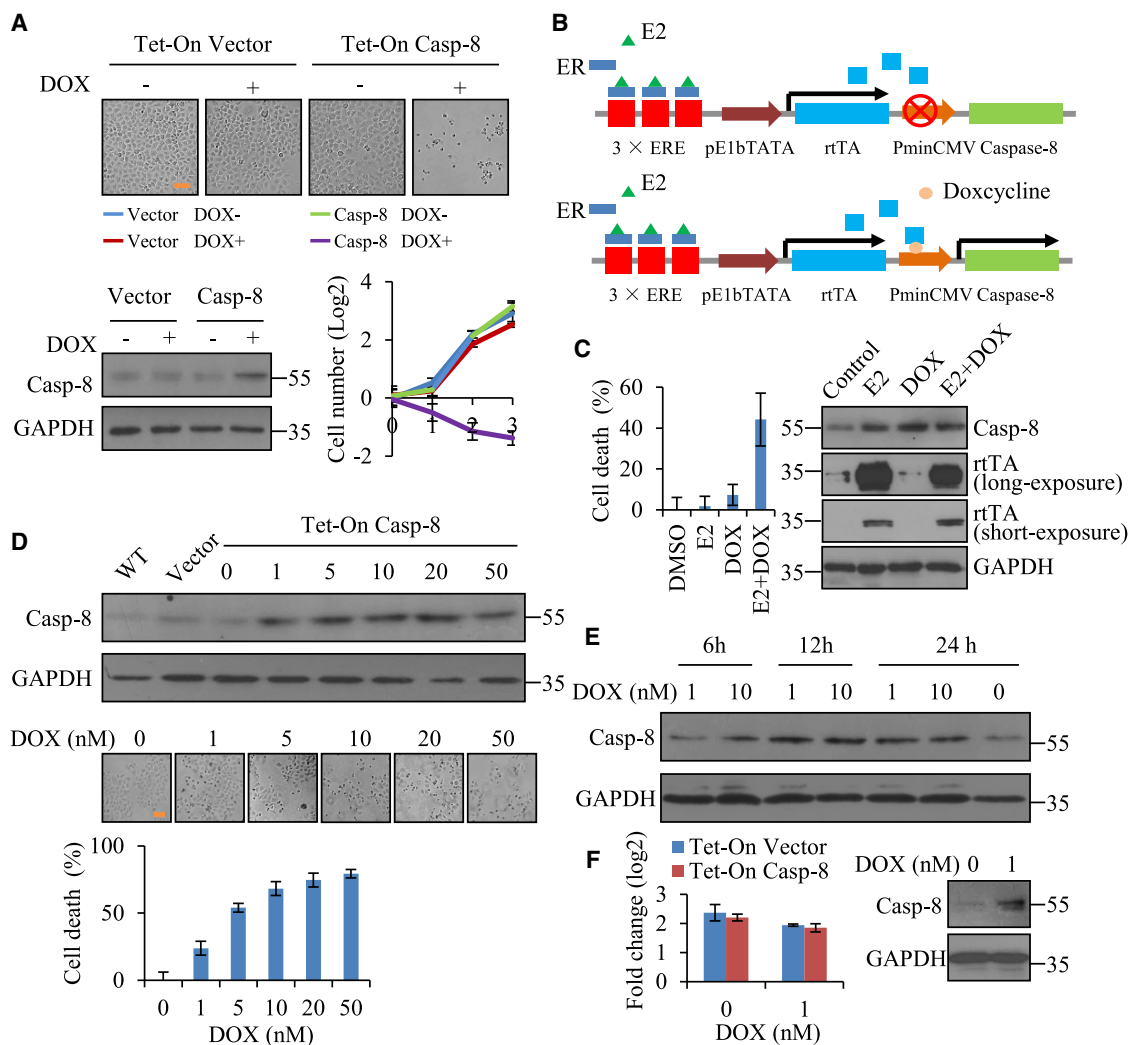 A
Tet-On Vector Tet-On Casp-8
DOX - + - +
Vector DOX- Casp-8 DOX-
Vector DOX+ Casp-8 DOX+
Vector Casp-8
DOX - + - +
Casp-8 55
GAPDH 35
Cell number (Log2)
4
2
0
-2
0 1 2 3
B
E2
ER
3 × ERE pE1bTATA rtTA PminCMV Caspase-8
E2 Doxycycline
ER
3 × ERE pE1bTATA rtTA PminCMV Caspase-8
C
Cell death (%)
60
40
20
0
DMSO E2 DOX E2+DOX
Control E2 DOX E2+DOX
55 Casp-8
35 rtTA
(long-exposure)
35 rtTA
(short-exposure)
35 GAPDH
D
Tet-On Casp-8
WT Vector 0 1 5 10 20 50
Casp-8 55
GAPDH 35
DOX (nM) 0 1 5 10 20 50
Cell death (%)
100
50
0
0 1 5 10 20 50
DOX (nM)
E
6h 12h 24 h
DOX (nM) 1 10 1 10 1 10 0
Casp-8 55
GAPDH 35
F
Tet-On Vector
Tet-On Casp-8
Fold change (log2)
3
2
1
0
0 1
DOX (nM)
DOX (nM) 0 1
Casp-8 55
GAPDH 35